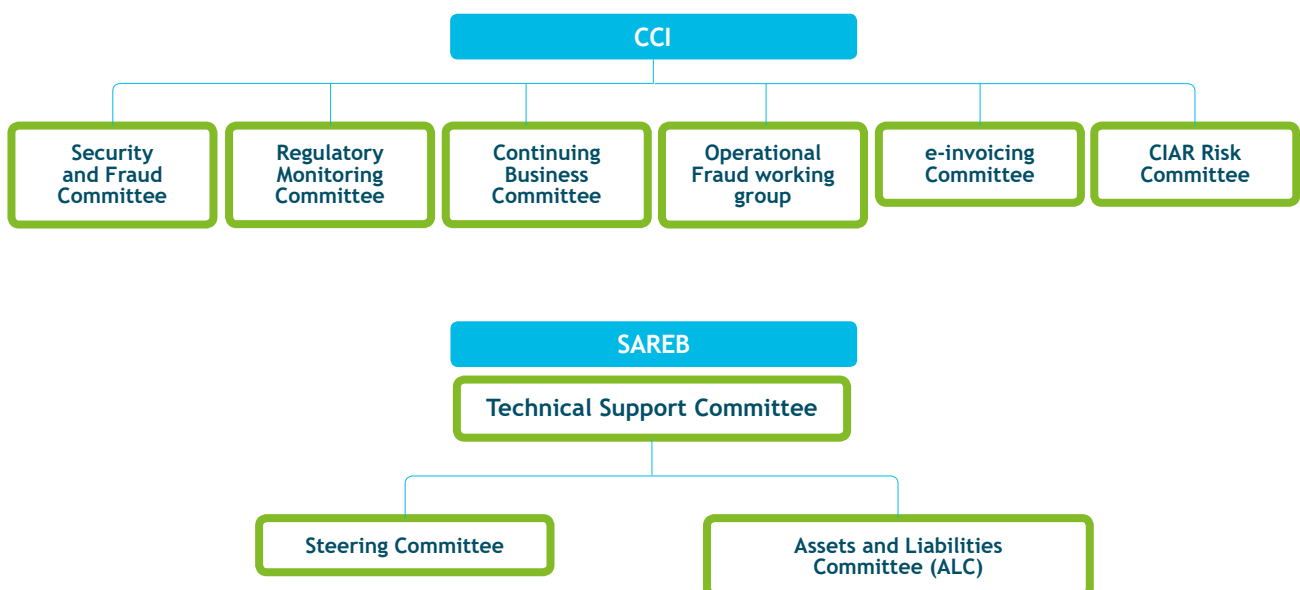 CCI
Security
and Fraud
Committee
Regulatory
Monitoring
Committee
Continuing
Business
Committee
Operational
Fraud working
group
e-invoicing
Committee
CIAR Risk
Committee
SAREB
Technical Support Committee
Steering Committee
Assets and Liabilities
Committee (ALC)